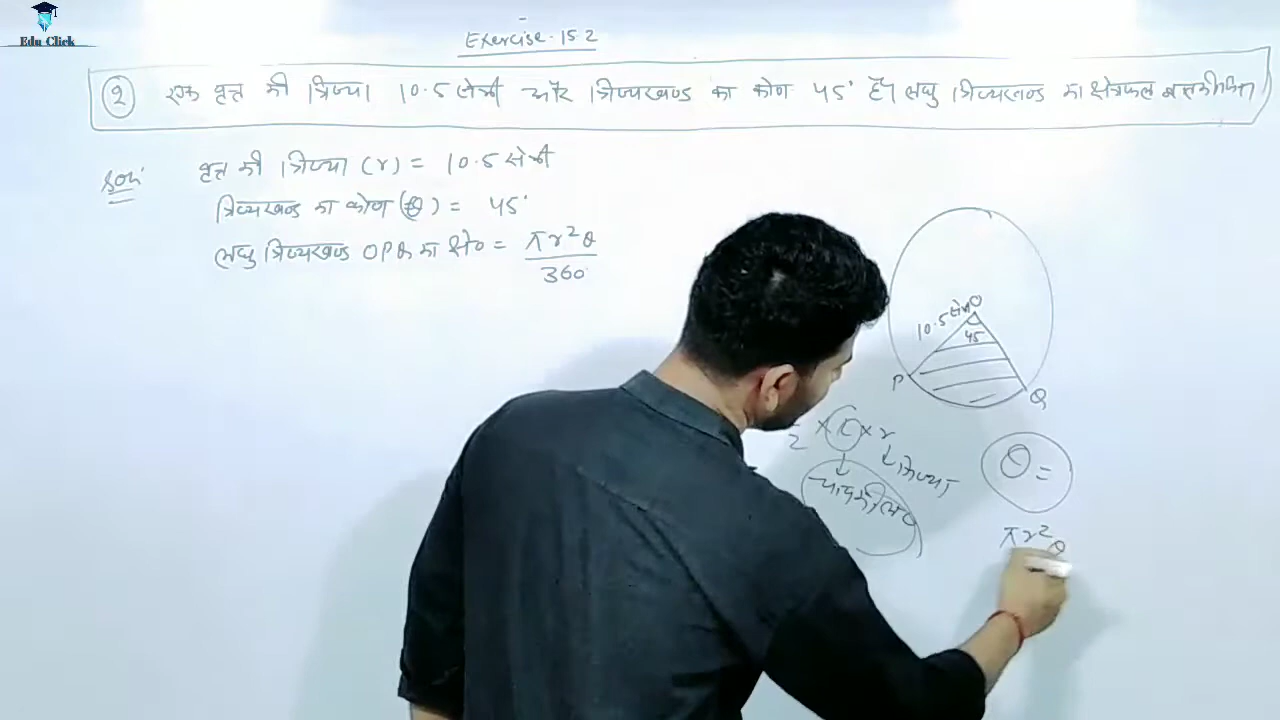 Edu Click
Exercise-15.2
2 एक वृत्त की त्रिज्या 10.5 सेमी और त्रिज्यखण्ड का कोण 45° है। लघु त्रिज्यखण्ड का क्षेत्रफल
Sol:
वृत्त की त्रिज्या (r) = 10.5 सेमी
त्रिज्यखण्ड का कोण (θ) = 45°
लघु त्रिज्यखण्ड OPQ का क्षे० = πr²θ
360
O
10.5 सेमी
45
P
Q
2 × l × r
त्रिज्या
θ =
πr²θ